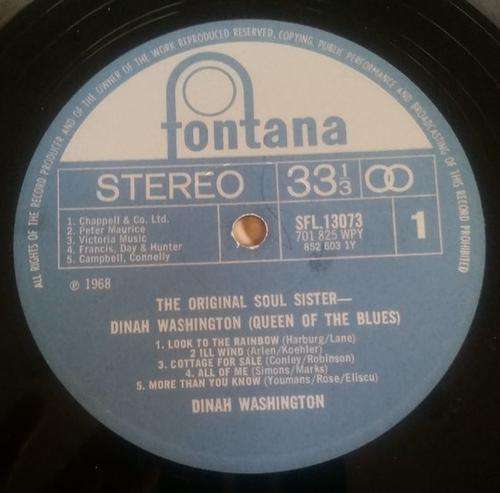 ALL RIGHTS OF THE RECORD PRODUCER AND OF THE OWNER OF THE WORK REPRODUCED RESERVED. COPYING, PUBLIC PERFORMANCE AND BROADCASTING OF THIS RECORD PROHIBITED
fontana
STEREO 33 1/3
1. Chappell & Co. Ltd.
2. Peter Maurice
3. Victoria Music
4. Francis, Day & Hunter
5. Campbell, Connelly
SFL.13073
701 825 WPY
852 603 1Y
1
℗ 1968
THE ORIGINAL SOUL SISTER—
DINAH WASHINGTON (QUEEN OF THE BLUES)
1. LOOK TO THE RAINBOW (Harburg/Lane)
2 ILL WIND (Arlen/Koehler)
3. COTTAGE FOR SALE (Conley/Robinson)
4. ALL OF ME (Simons/Marks)
5. MORE THAN YOU KNOW (Youmans/Rose/Eliscu)
DINAH WASHINGTON